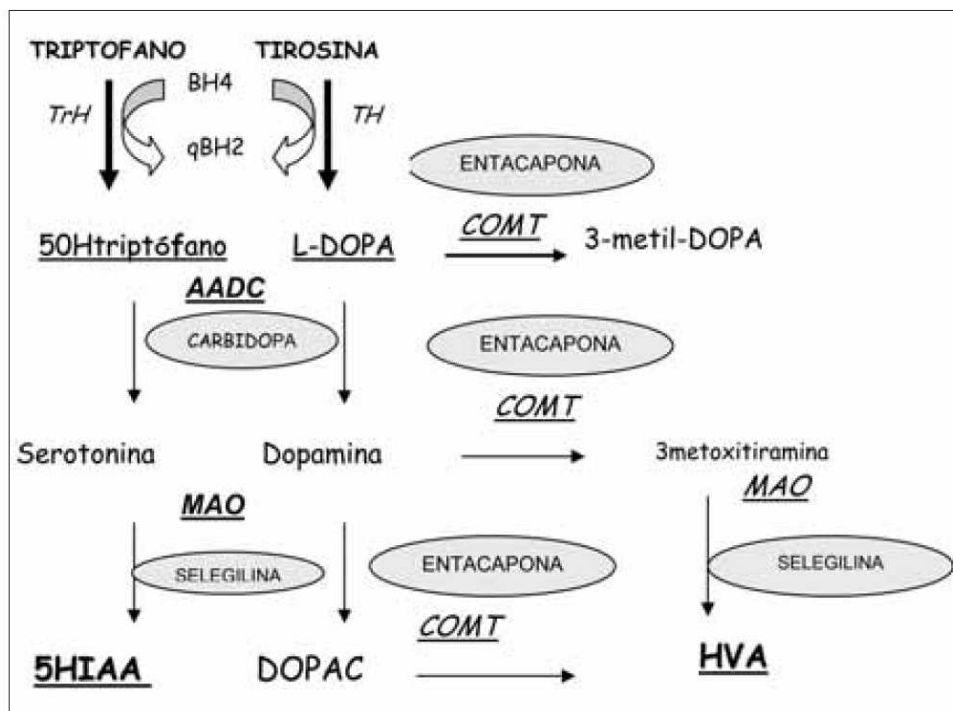 TRIPTOFANO TIROSINA
BH4
TrH TH
qBH2
ENTACAPONA
COMT
50Htriptófano L-DOPA 3-metil-DOPA
AADC
CARBIDOPA ENTACAPONA
COMT
Serotonina Dopamina 3metoxitiramina
MAO MAO
SELEGILINA ENTACAPONA SELEGILINA
COMT
5HIAA DOPAC HVA